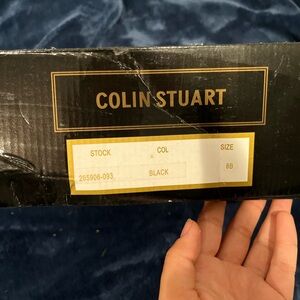 COLIN STUART
STOCK COL SIZE
265906-093 BLACK 8B